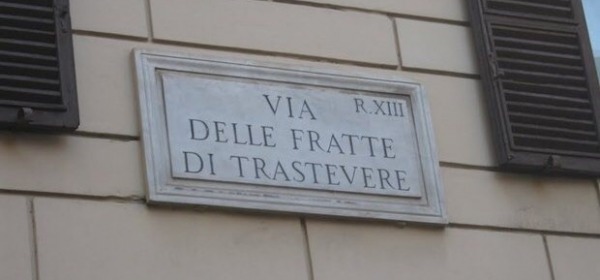 VIA R.XIII
DELLE FRATTE
DI TRASTEVERE